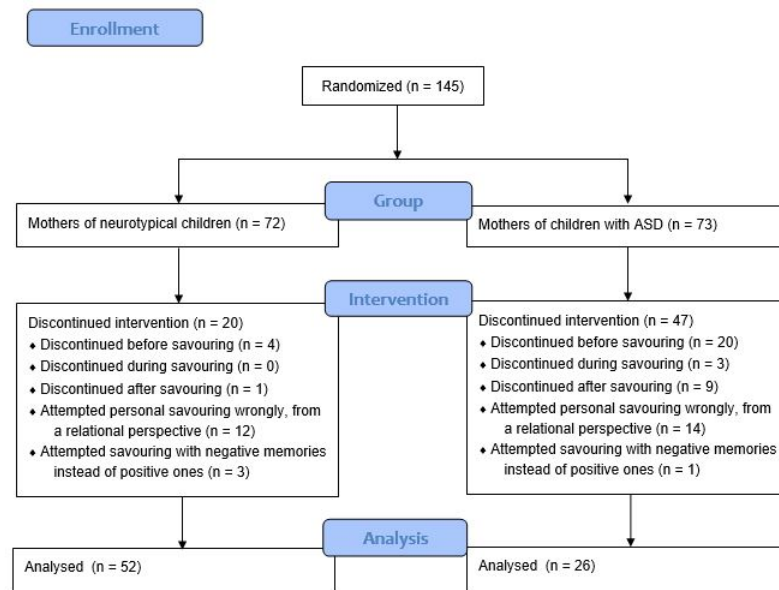 Enrollment
Randomized (n = 145)
Group
Mothers of neurotypical children (n = 72)
Mothers of children with ASD (n = 73)
Intervention
Discontinued intervention (n = 20)
♦ Discontinued before savouring (n = 4)
♦ Discontinued during savouring (n = 0)
♦ Discontinued after savouring (n = 1)
♦ Attempted personal savouring wrongly, from
a relational perspective (n = 12)
♦ Attempted savouring with negative memories
instead of positive ones (n = 3)
Discontinued intervention (n = 47)
♦ Discontinued before savouring (n = 20)
♦ Discontinued during savouring (n = 3)
♦ Discontinued after savouring (n = 9)
♦ Attempted personal savouring wrongly, from
a relational perspective (n = 14)
♦ Attempted savouring with negative memories
instead of positive ones (n = 1)
Analysis
Analysed (n = 52)
Analysed (n = 26)